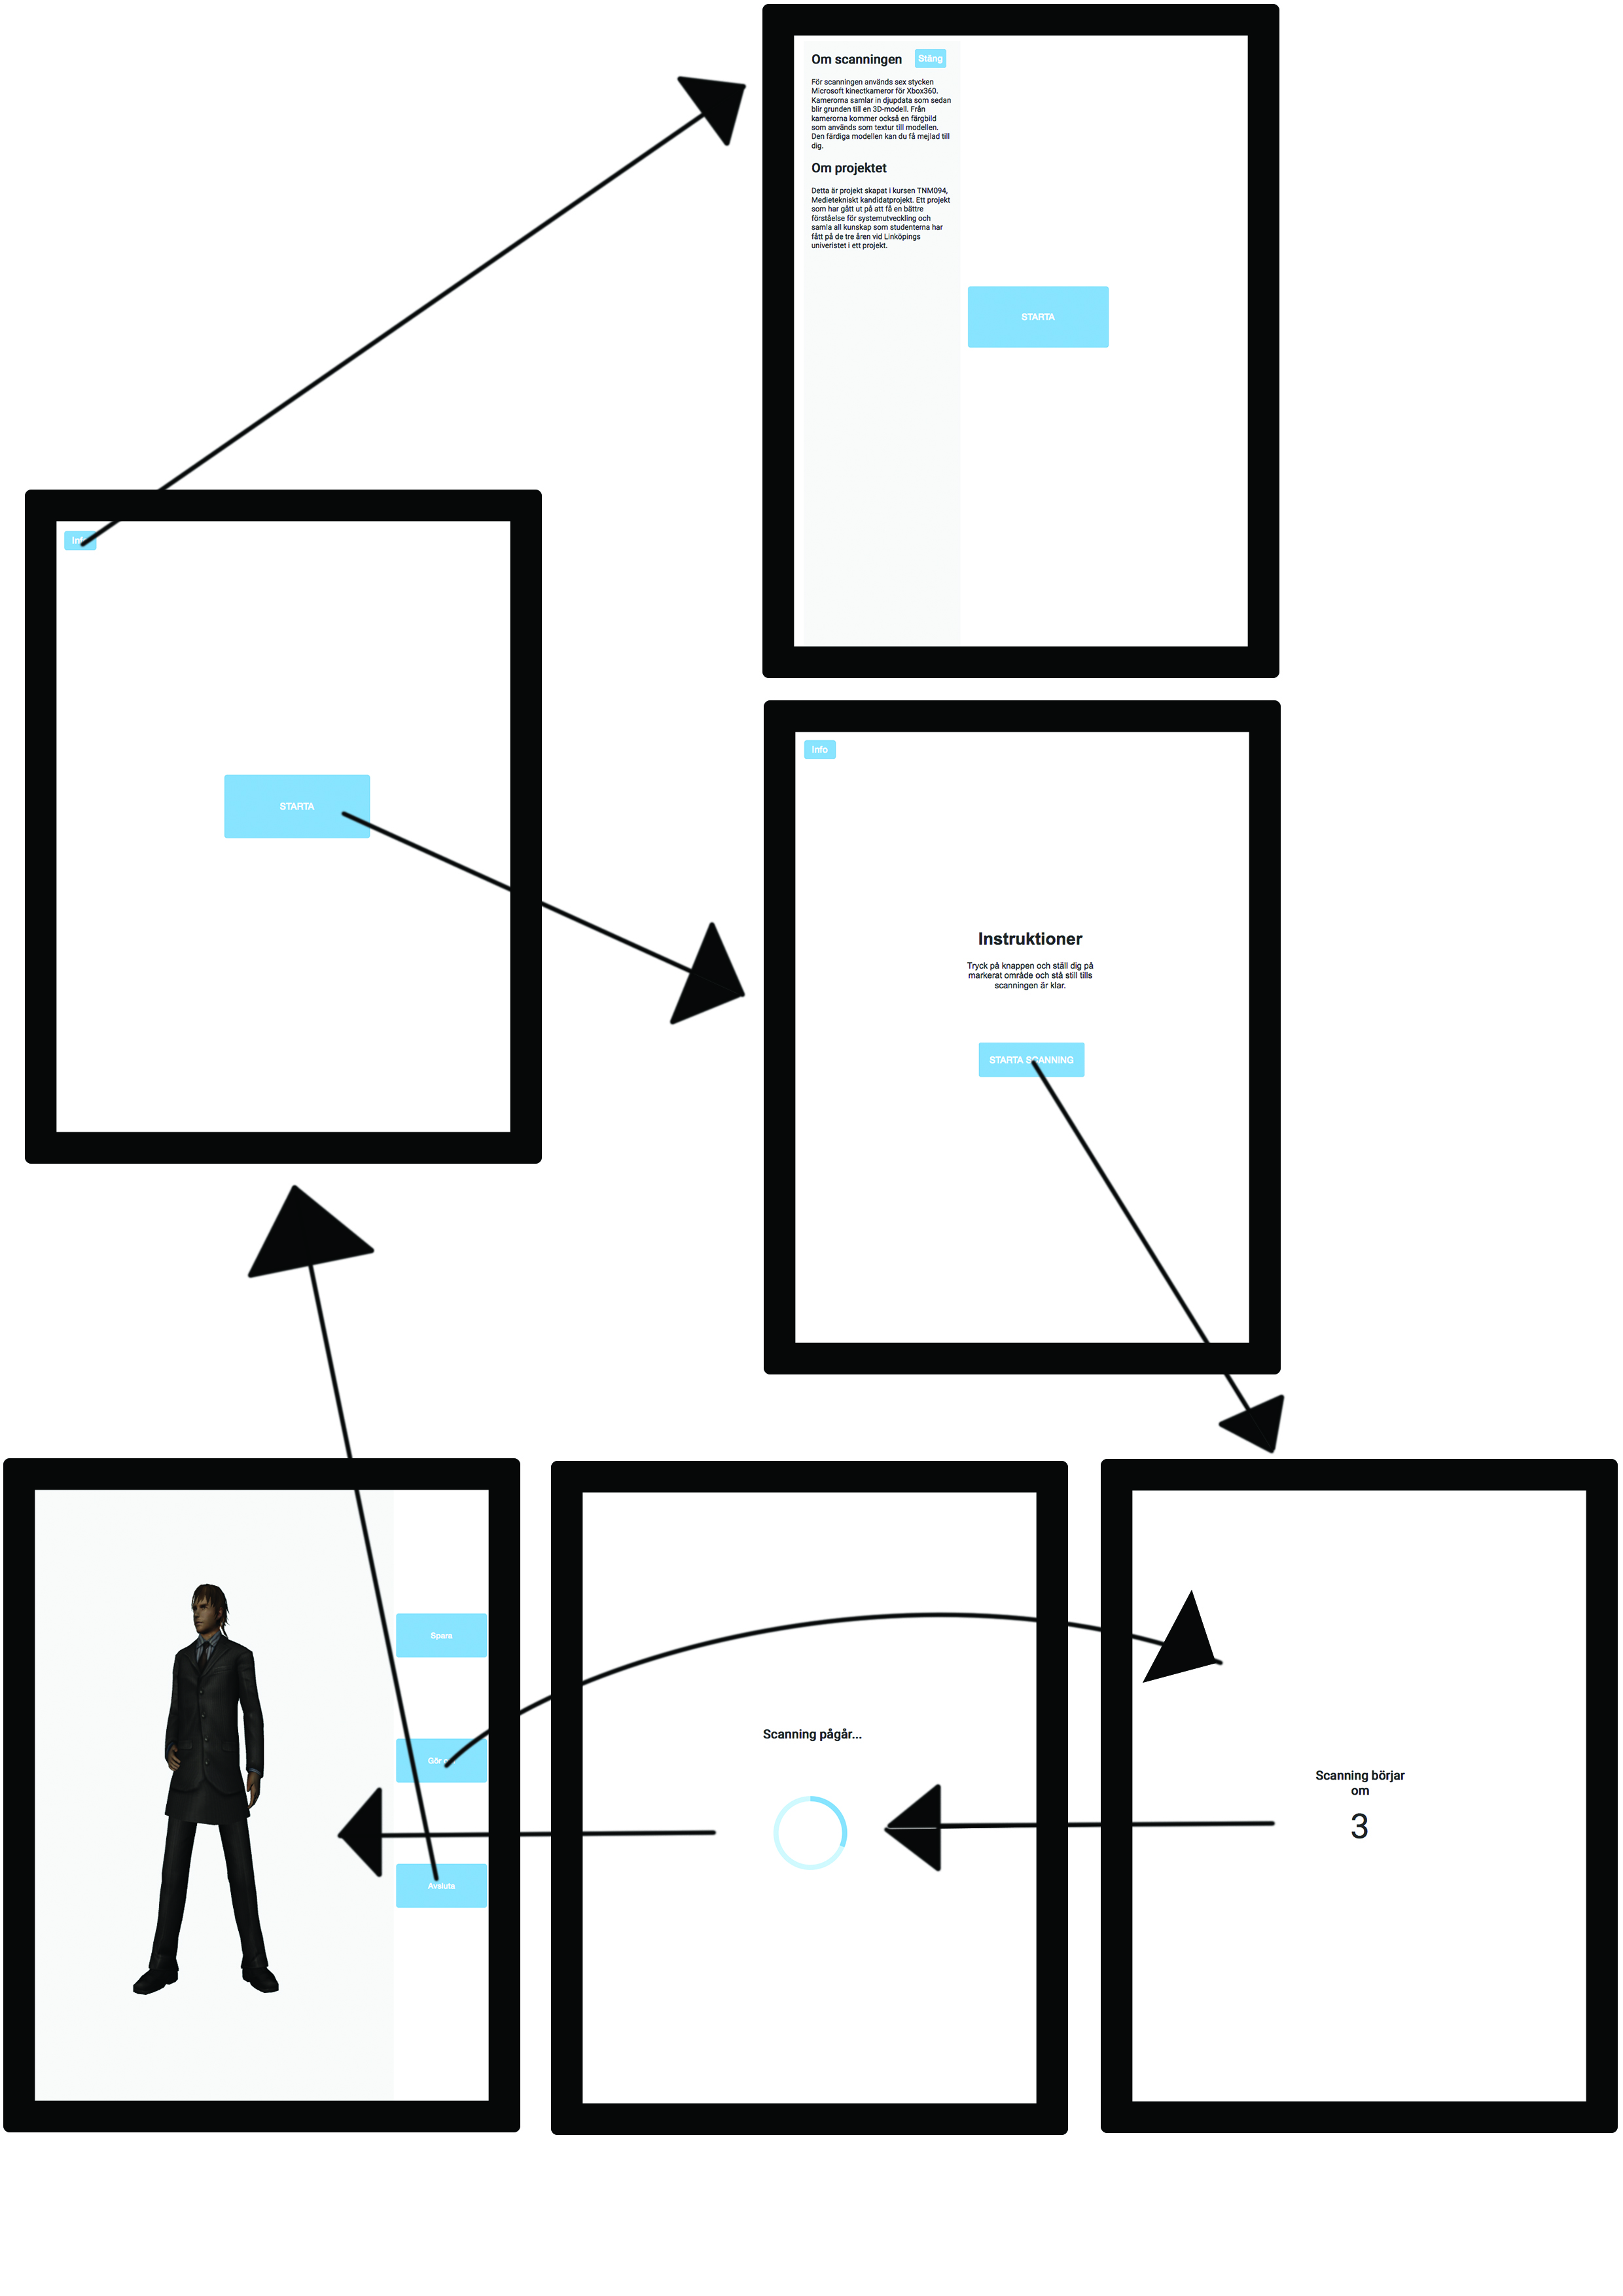 Om scanningen
Stäng
För scanningen används sex stycken
Microsoft kinectkameror för Xbox360.
Kamerorna samlar in djupdata som sedan
blir grunden till en 3D-modell. Från
kamerorna kommer också en färgbild
som används som textur till modellen.
Den färdiga modellen kan du få mejlad till
dig.
Om projektet
Detta är projekt skapat i kursen TNM094,
Medietekniskt kandidatprojekt. Ett projekt
som har gått ut på att få en bättre
förståelse för systemutveckling och
samla all kunskap som studenterna har
fått på de tre åren vid Linköpings
univeristet i ett projekt.
STARTA
Info
STARTA
Info
Instruktioner
Tryck på knappen och ställ dig på
markerat område och stå still tills
scanningen är klar.
STARTA SCANNING
Spara
Gör
Avsluta
Scanning pågår...
Scanning börjar
om
3